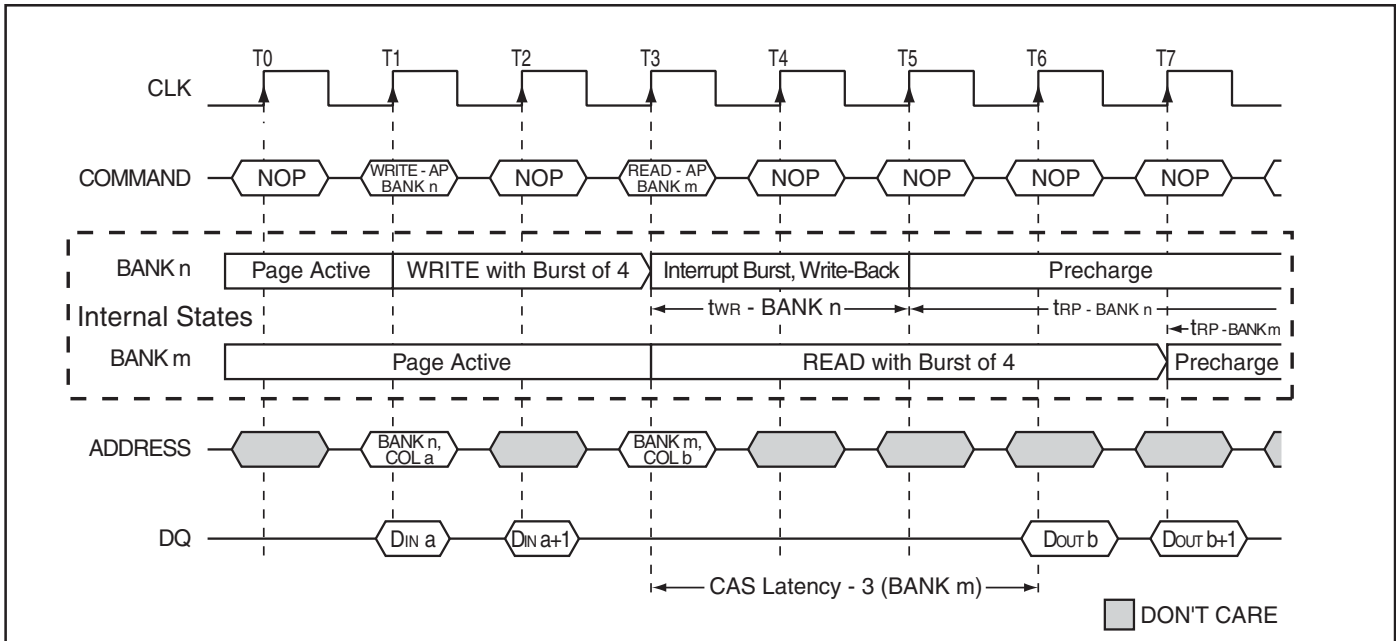 T0 T1 T2 T3 T4 T5 T6 T7
CLK
COMMAND NOP WRITE - AP BANK n NOP READ - AP BANK m NOP NOP NOP NOP
BANK n Page Active WRITE with Burst of 4 Interrupt Burst, Write-Back Precharge
tWR - BANK n tRP - BANK n
Internal States
tRP - BANK m
BANK m Page Active READ with Burst of 4 Precharge
ADDRESS BANK n, COL a BANK m, COL b
DQ DIN a DIN a+1 DOUT b DOUT b+1
CAS Latency - 3 (BANK m)
DON'T CARE